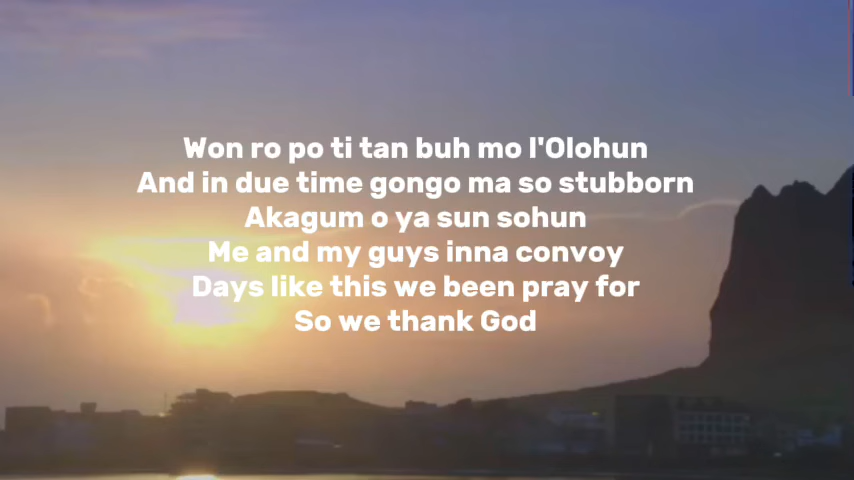 Won ro po ti tan buh mo l'Olohun
And in due time gongo ma so stubborn
Akagum o ya sun sohun
Me and my guys inna convoy
Days like this we been pray for
So we thank God